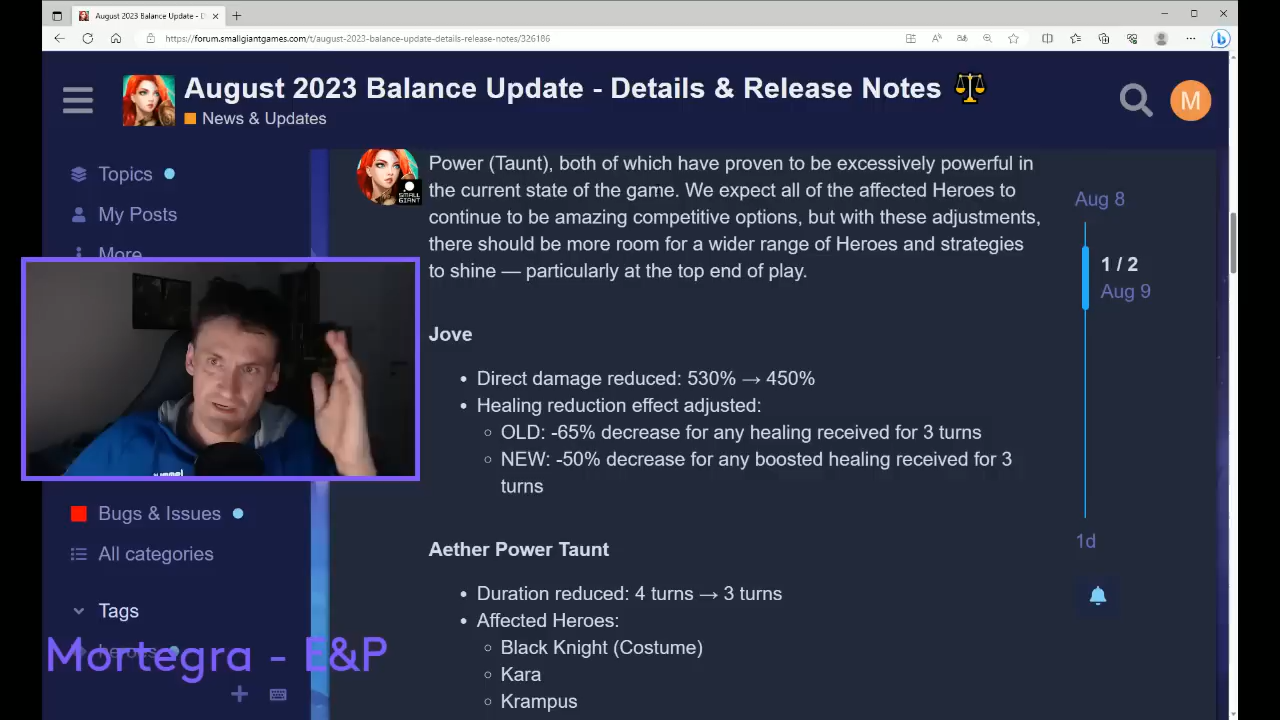 August 2023 Balance Update - D
https://forum.smallgiantgames.com/t/august-2023-balance-update-details-release-notes/326186
August 2023 Balance Update - Details & Release Notes
News & Updates
M
Topics
My Posts
More
Bugs & Issues
All categories
Tags
Mortegra - E&P
SMALL GIANT
Power (Taunt), both of which have proven to be excessively powerful in
the current state of the game. We expect all of the affected Heroes to
continue to be amazing competitive options, but with these adjustments,
there should be more room for a wider range of Heroes and strategies
to shine — particularly at the top end of play.
Jove
• Direct damage reduced: 530% → 450%
• Healing reduction effect adjusted:
○ OLD: -65% decrease for any healing received for 3 turns
○ NEW: -50% decrease for any boosted healing received for 3
turns
Aether Power Taunt
• Duration reduced: 4 turns → 3 turns
• Affected Heroes:
○ Black Knight (Costume)
○ Kara
○ Krampus
Aug 8
1 / 2
Aug 9
1d